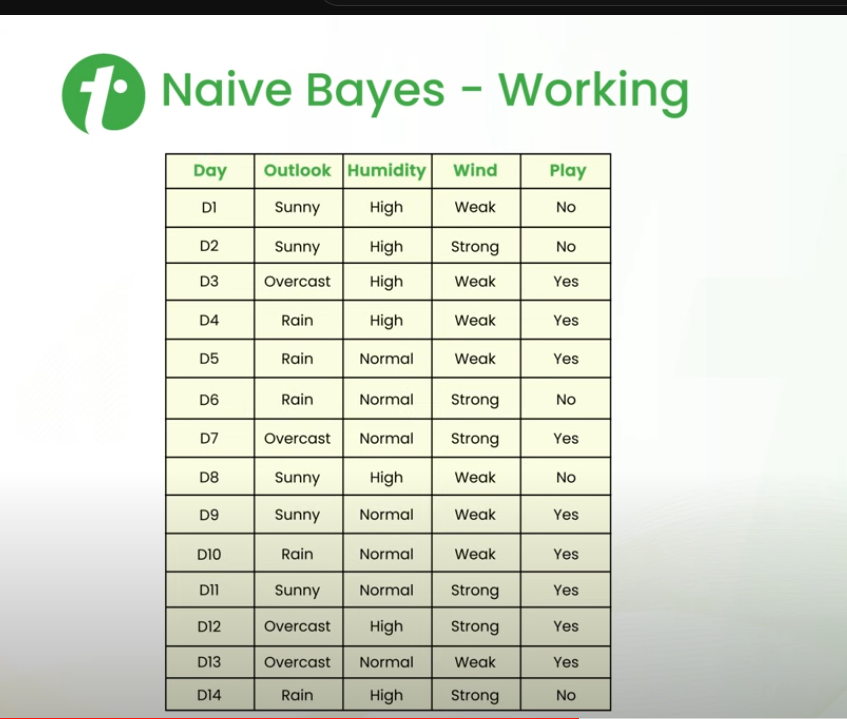 Naive Bayes - Working
Day Outlook Humidity Wind Play
D1 Sunny High Weak No
D2 Sunny High Strong No
D3 Overcast High Weak Yes
D4 Rain High Weak Yes
D5 Rain Normal Weak Yes
D6 Rain Normal Strong No
D7 Overcast Normal Strong Yes
D8 Sunny High Weak No
D9 Sunny Normal Weak Yes
D10 Rain Normal Weak Yes
D11 Sunny Normal Strong Yes
D12 Overcast High Strong Yes
D13 Overcast Normal Weak Yes
D14 Rain High Strong No